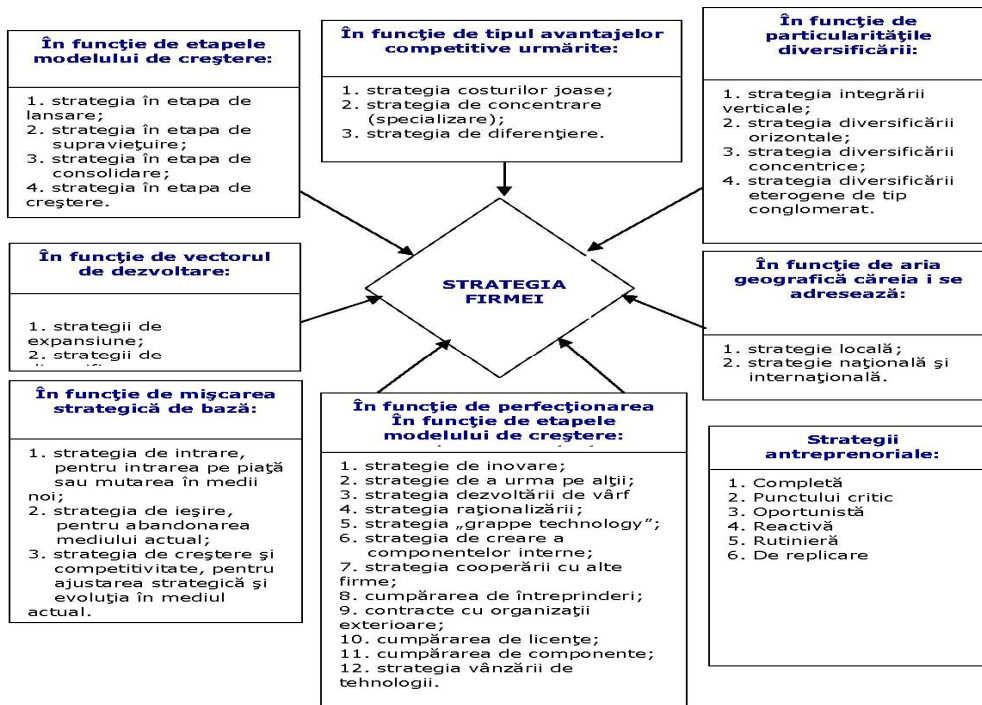 În funcţie de etapele
modelului de creştere:
1. strategia în etapa de
lansare;
2. strategia în etapa de
supravieţuire;
3. strategia în etapa de
consolidare;
4. strategia în etapa de
creştere.
În funcţie de tipul avantajelor
competitive urmărite:
1. strategia costurilor joase;
2. strategia de concentrare
(specializare);
3. strategia de diferenţiere.
În funcţie de
particularităţile
diversificării:
1. strategia integrării
verticale;
2. strategia diversificării
orizontale;
3. strategia diversificării
concentrice;
4. strategia diversificării
eterogene de tip
conglomerat.
În funcţie de vectorul
de dezvoltare:
1. strategii de
expansiune;
2. strategii de
STRATEGIA
FIRMEI
În funcţie de aria
geografică căreia i se
adresează:
1. strategie locală;
2. strategie naţională şi
internaţională.
În funcţie de mişcarea
strategică de bază:
1. strategia de intrare,
pentru intrarea pe piaţă
sau mutarea în medii
noi;
2. strategia de ieşire,
pentru abandonarea
mediului actual;
3. strategia de creştere şi
competitivitate, pentru
ajustarea strategică şi
evoluţia în mediul
actual.
În funcţie de perfecţionarea
În funcţie de etapele
modelului de creştere:
1. strategie de inovare;
2. strategie de a urma pe alţii;
3. strategia dezvoltării de vârf
4. strategia raţionalizării;
5. strategia „grappe technology”;
6. strategia de creare a
componentelor interne;
7. strategia cooperării cu alte
firme;
8. cumpărarea de întreprinderi;
9. contracte cu organizaţii
exterioare;
10. cumpărarea de licenţe;
11. cumpărarea de componente;
12. strategia vânzării de
tehnologii.
Strategii
antreprenoriale:
1. Completă
2. Punctului critic
3. Oportunistă
4. Reactivă
5. Rutinieră
6. De replicare